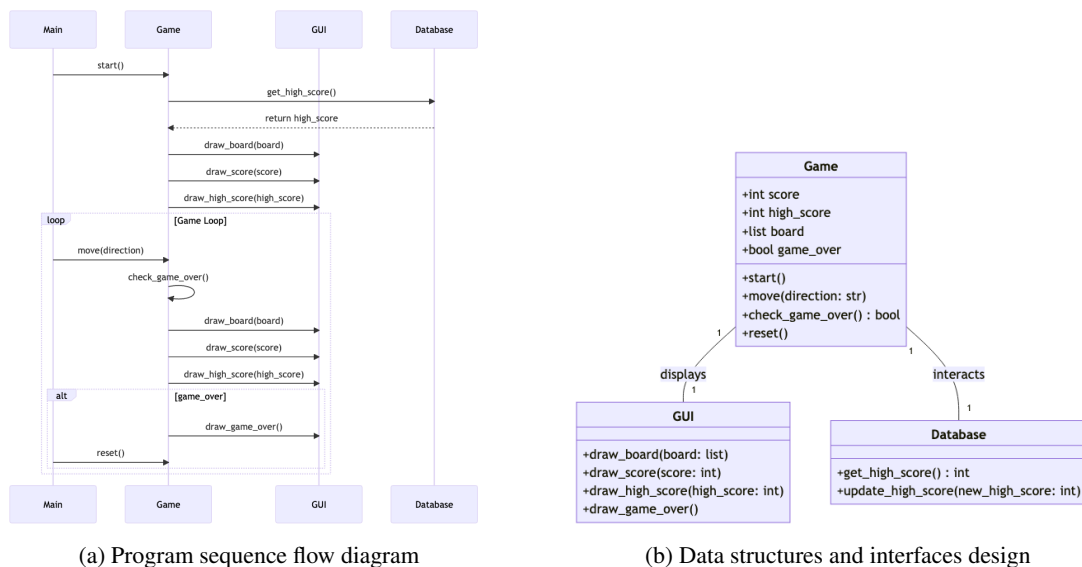 Main Game GUI Database
start()
get_high_score()
return high_score
draw_board(board)
draw_score(score)
draw_high_score(high_score)
loop [Game Loop]
move(direction)
check_game_over()
draw_board(board)
draw_score(score)
draw_high_score(high_score)
alt [game_over]
draw_game_over()
reset()
Main Game GUI Database
(a) Program sequence flow diagram
Game
+int score
+int high_score
+list board
+bool game_over
+start()
+move(direction: str)
+check_game_over() : bool
+reset()
1 1
displays interacts
1 1
GUI
+draw_board(board: list)
+draw_score(score: int)
+draw_high_score(high_score: int)
+draw_game_over()
Database
+get_high_score() : int
+update_high_score(new_high_score: int)
(b) Data structures and interfaces design